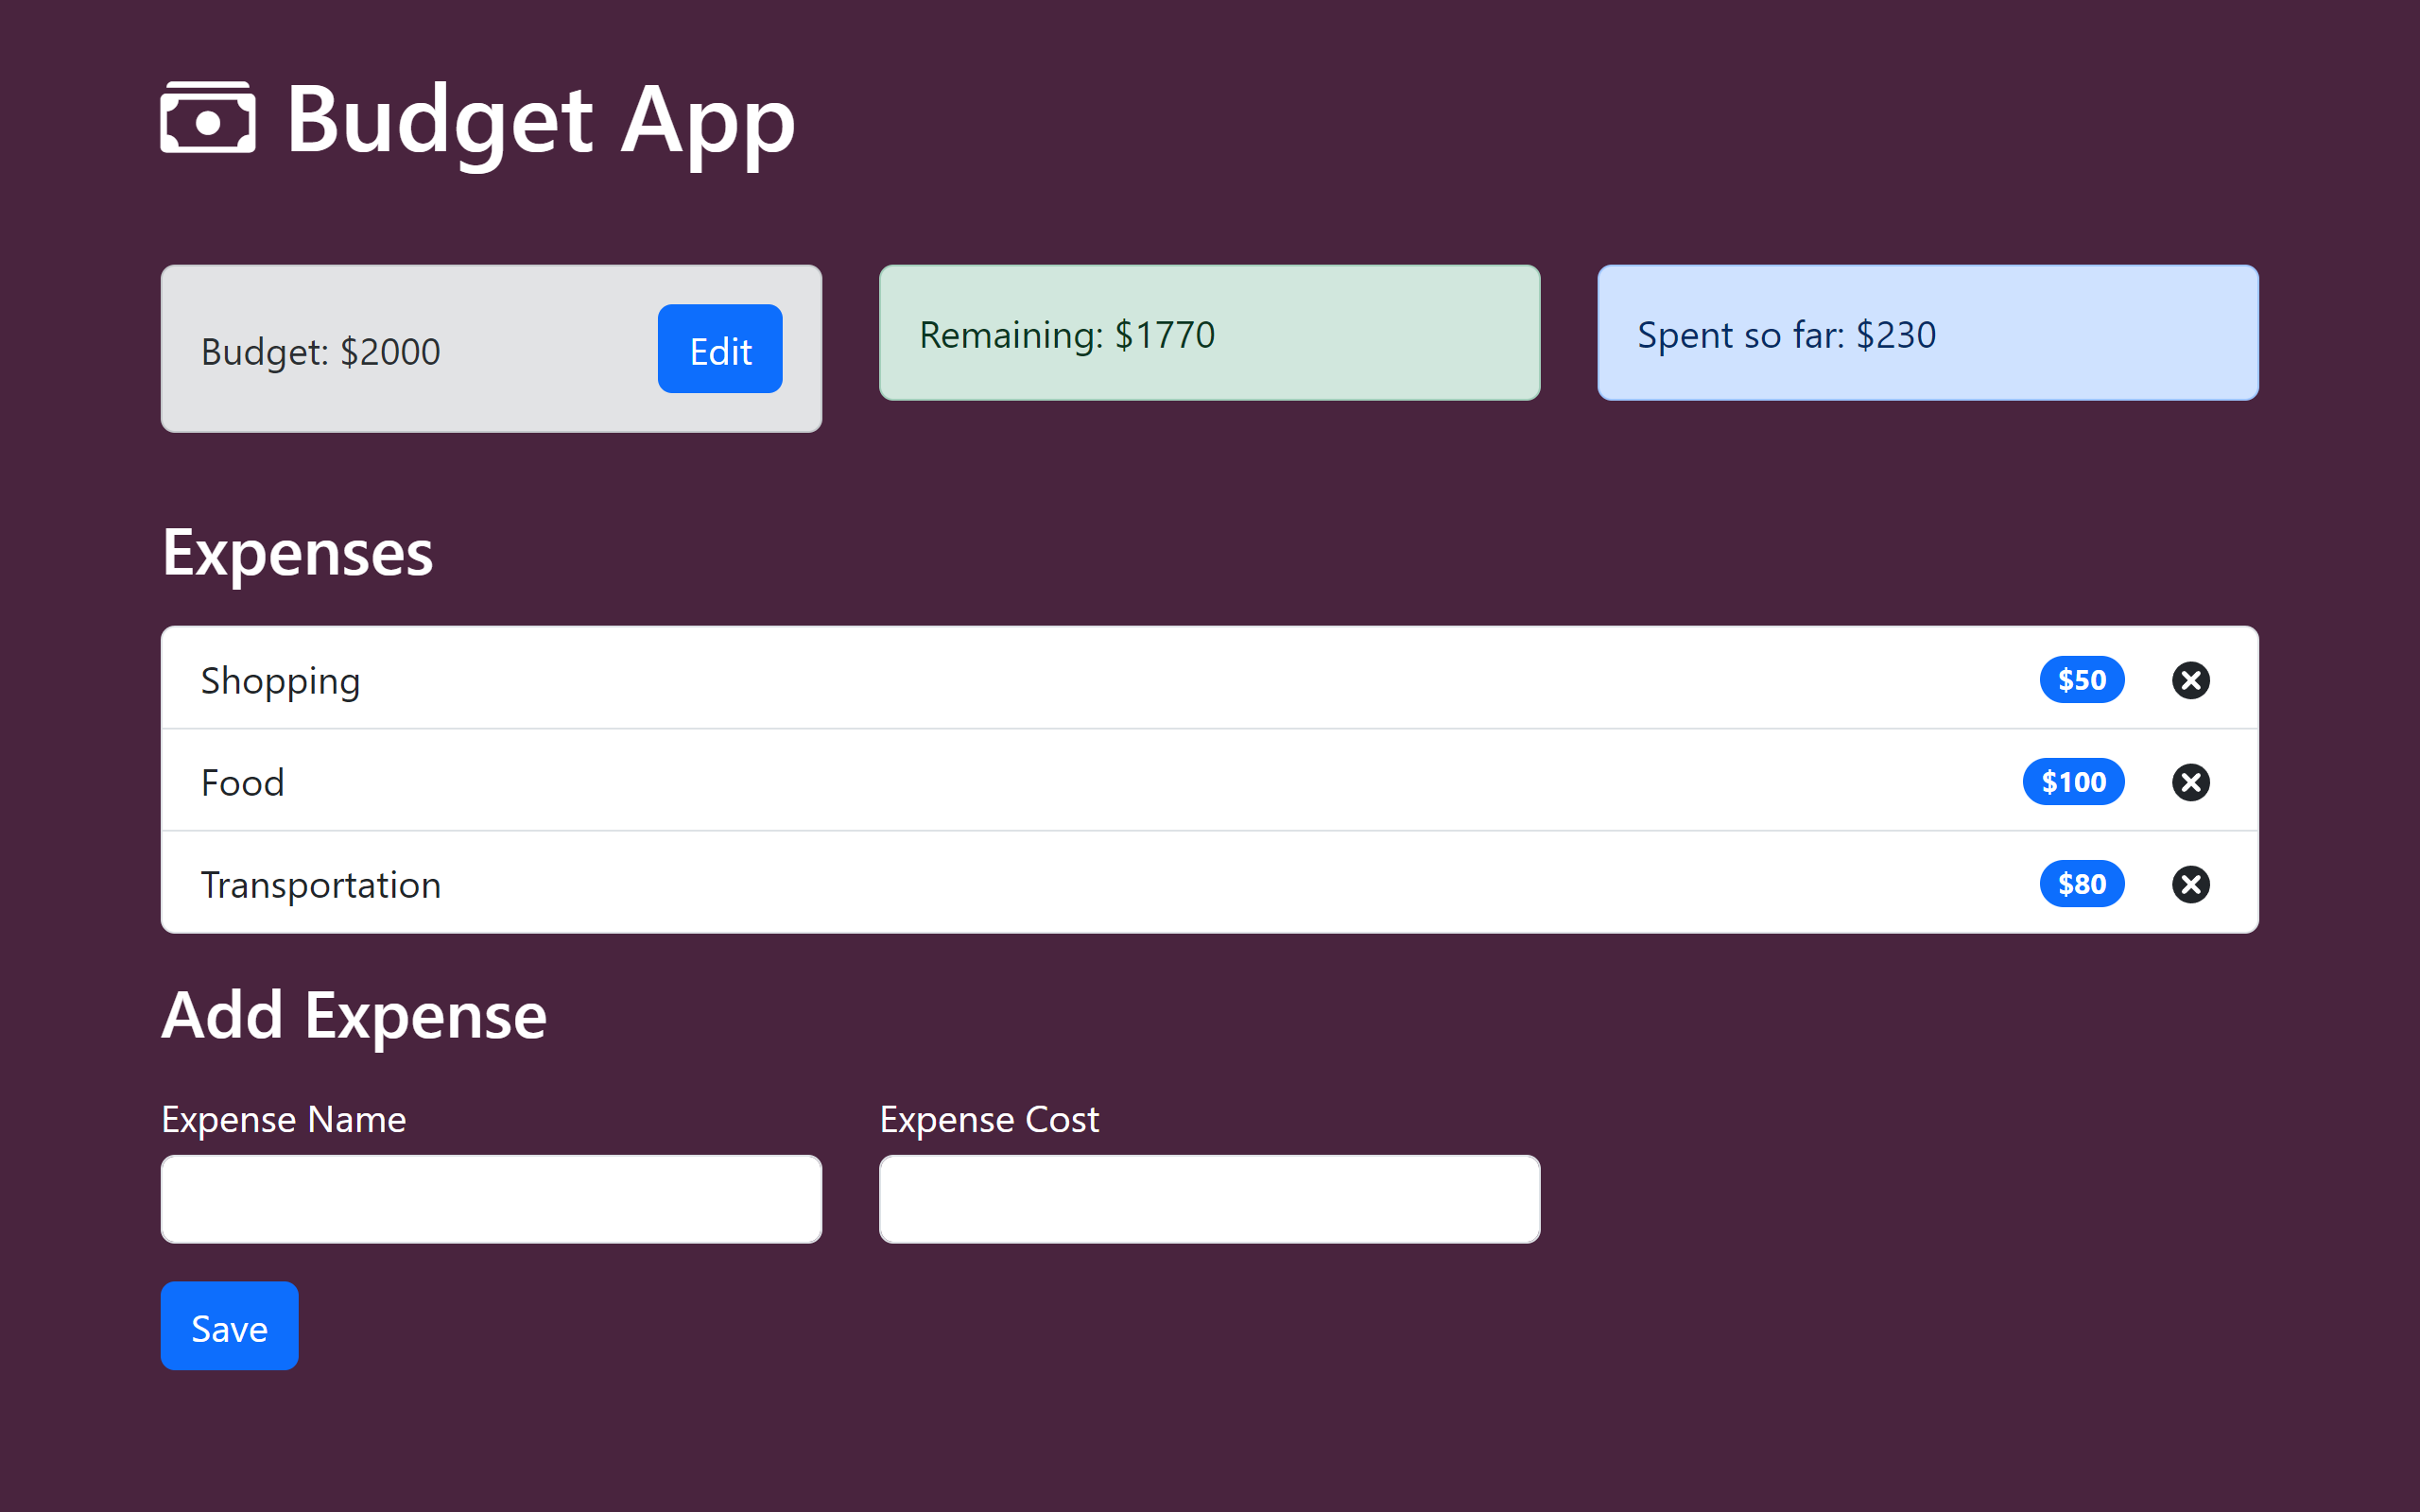 Budget App
Budget: $2000
Edit
Remaining: $1770
Spent so far: $230
Expenses
Shopping
$50
Food
$100
Transportation
$80
Add Expense
Expense Name
Expense Cost
Save